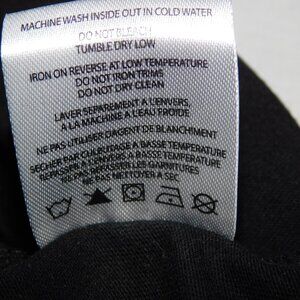 MACHINE WASH INSIDE OUT IN COLD WATER
DO NOT BLEACH
TUMBLE DRY LOW
IRON ON REVERSE AT LOW TEMPERATURE
DO NOT IRON TRIMS
DO NOT DRY CLEAN
LAVER SEPAREMENT A L'ENVERS,
A LA MACHINE A L'EAU FROIDE
NE PAS UTILISER D'AGENT DE BLANCHIMENT
SECHER PAR CULBUTAGE A BASSE TEMPERATURE
REPASSER A L'ENVERS A BASSE TEMPERATURE
NE PAS REPASSER
NE PAS NETTOYER A SEC